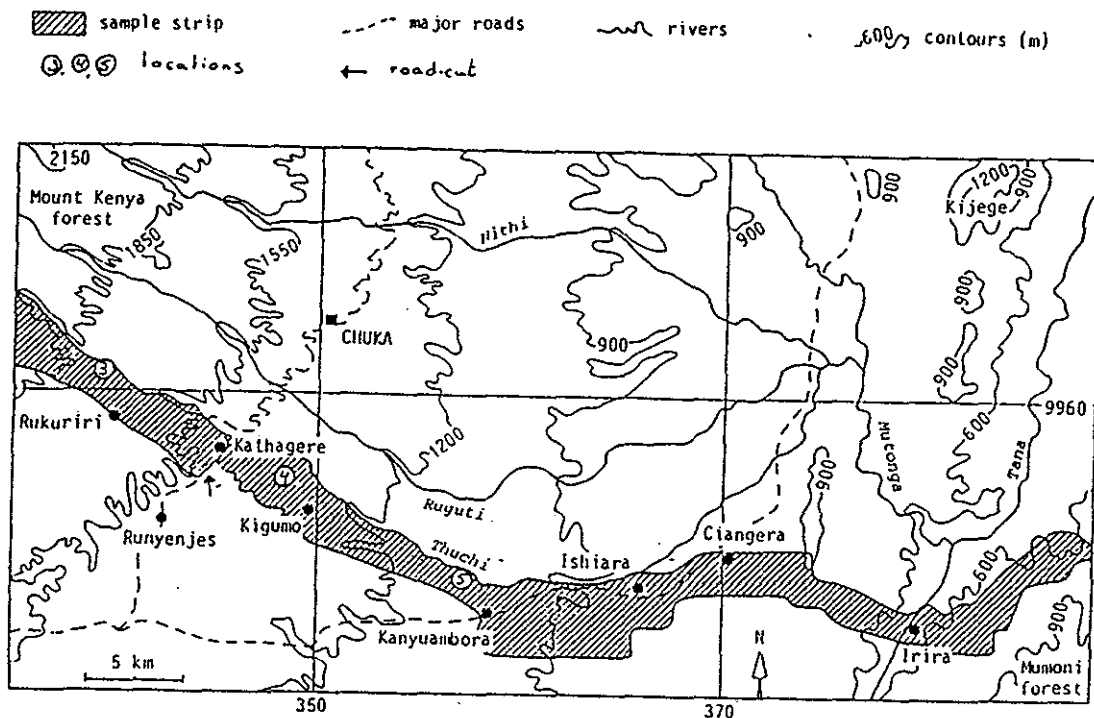 sample strip
major roads
rivers
600 contours (m)
3, 4, 5 locations
road-cut
2150
Mount Kenya
forest
1850
1550
Nithi
900
900
1200
900
Kijege
900
CHUKA
900
900
3
9960
Rukuriri
Kathagere
1200
600
Mutonga
Tana
4
900
Runyenjes
Kigumo
Ruguti
Thuchi
Ishiara
Ciangera
5
600
Kanyuambora
N
Irira
900
Mumoni
forest
5 km
350
370